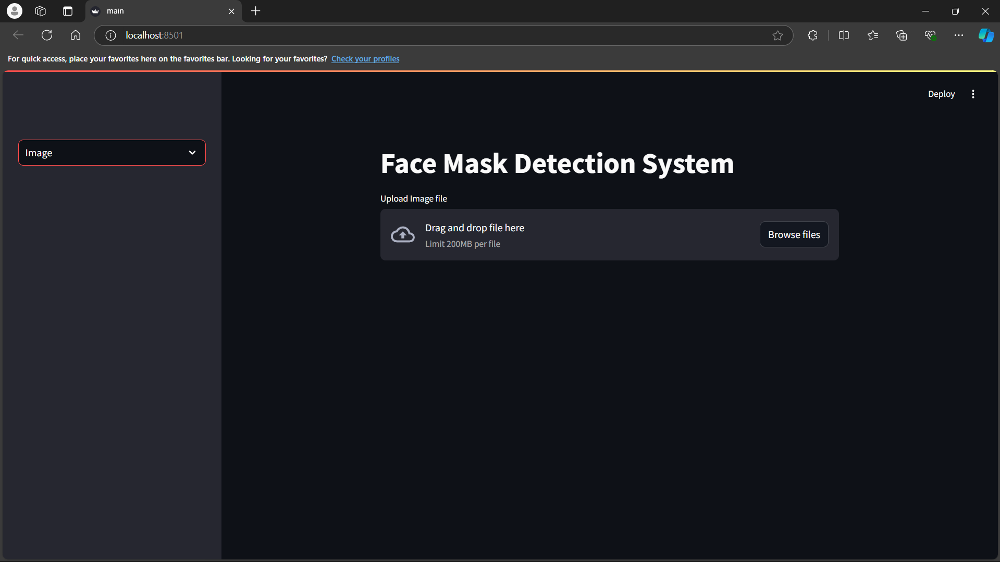 main
localhost:8501
For quick access, place your favorites here on the favorites bar. Looking for your favorites? Check your profiles
Deploy
Image
Face Mask Detection System
Upload Image file
Drag and drop file here
Limit 200MB per file
Browse files